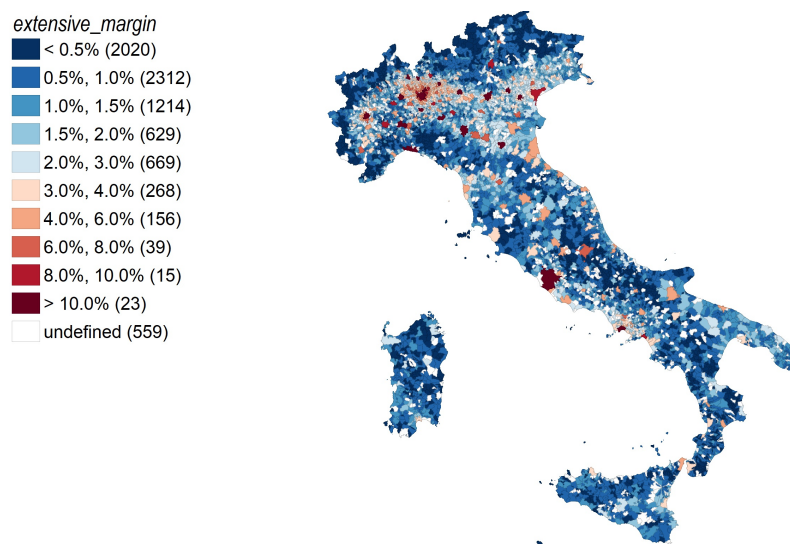 extensive_margin
< 0.5% (2020)
0.5%, 1.0% (2312)
1.0%, 1.5% (1214)
1.5%, 2.0% (629)
2.0%, 3.0% (669)
3.0%, 4.0% (268)
4.0%, 6.0% (156)
6.0%, 8.0% (39)
8.0%, 10.0% (15)
> 10.0% (23)
undefined (559)